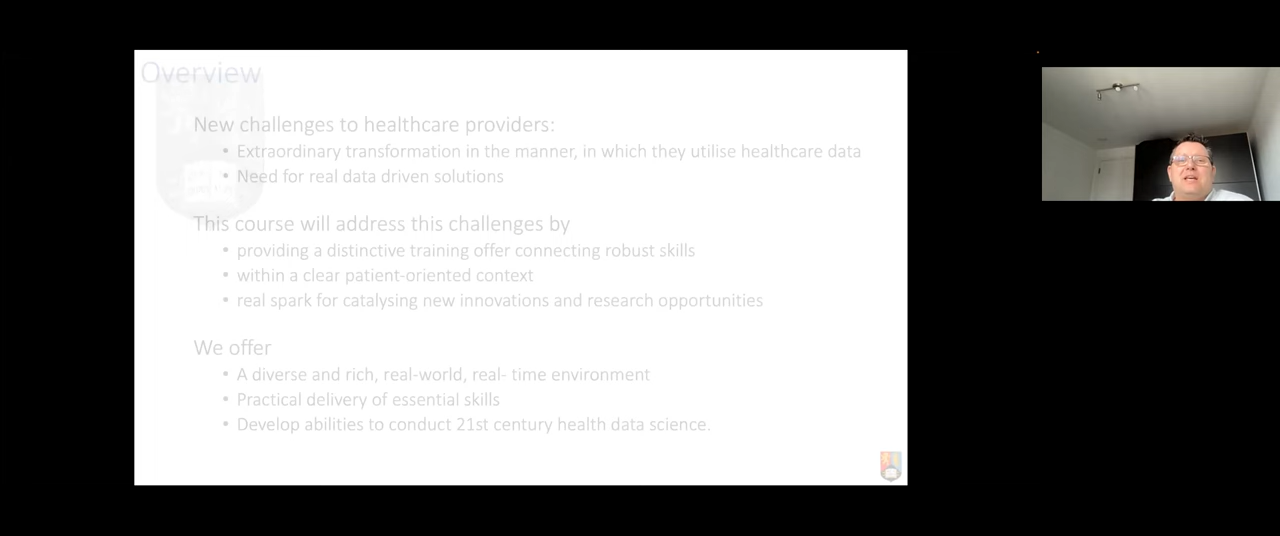 Overview
New challenges to healthcare providers:
• Extraordinary transformation in the manner, in which they utilise healthcare data
• Need for real data driven solutions
This course will address this challenges by
• providing a distinctive training offer connecting robust skills
• within a clear patient-oriented context
• real spark for catalysing new innovations and research opportunities
We offer
• A diverse and rich, real-world, real- time environment
• Practical delivery of essential skills
• Develop abilities to conduct 21st century health data science.